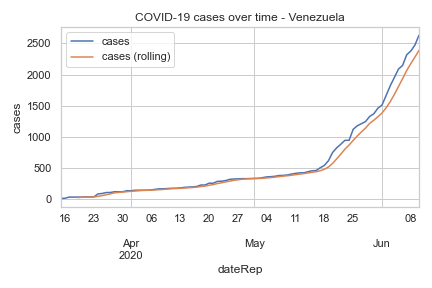 COVID-19 cases over time - Venezuela
cases
cases (rolling)
2500
2000
1500
1000
500
0
cases
16 23 30 06 13 20 27 04 11 18 25 08
Apr May Jun
2020
dateRep